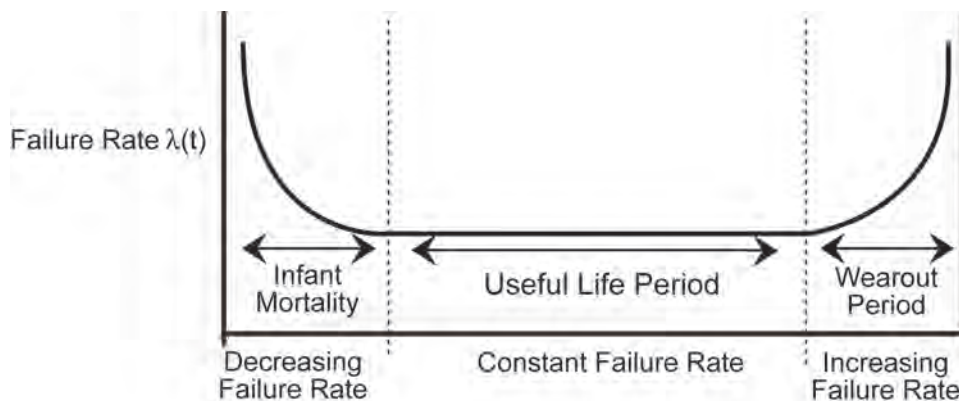 Failure Rate λ(t)
Infant
Mortality
Useful Life Period
Wearout
Period
Decreasing
Failure Rate
Constant Failure Rate
Increasing
Failure Rate